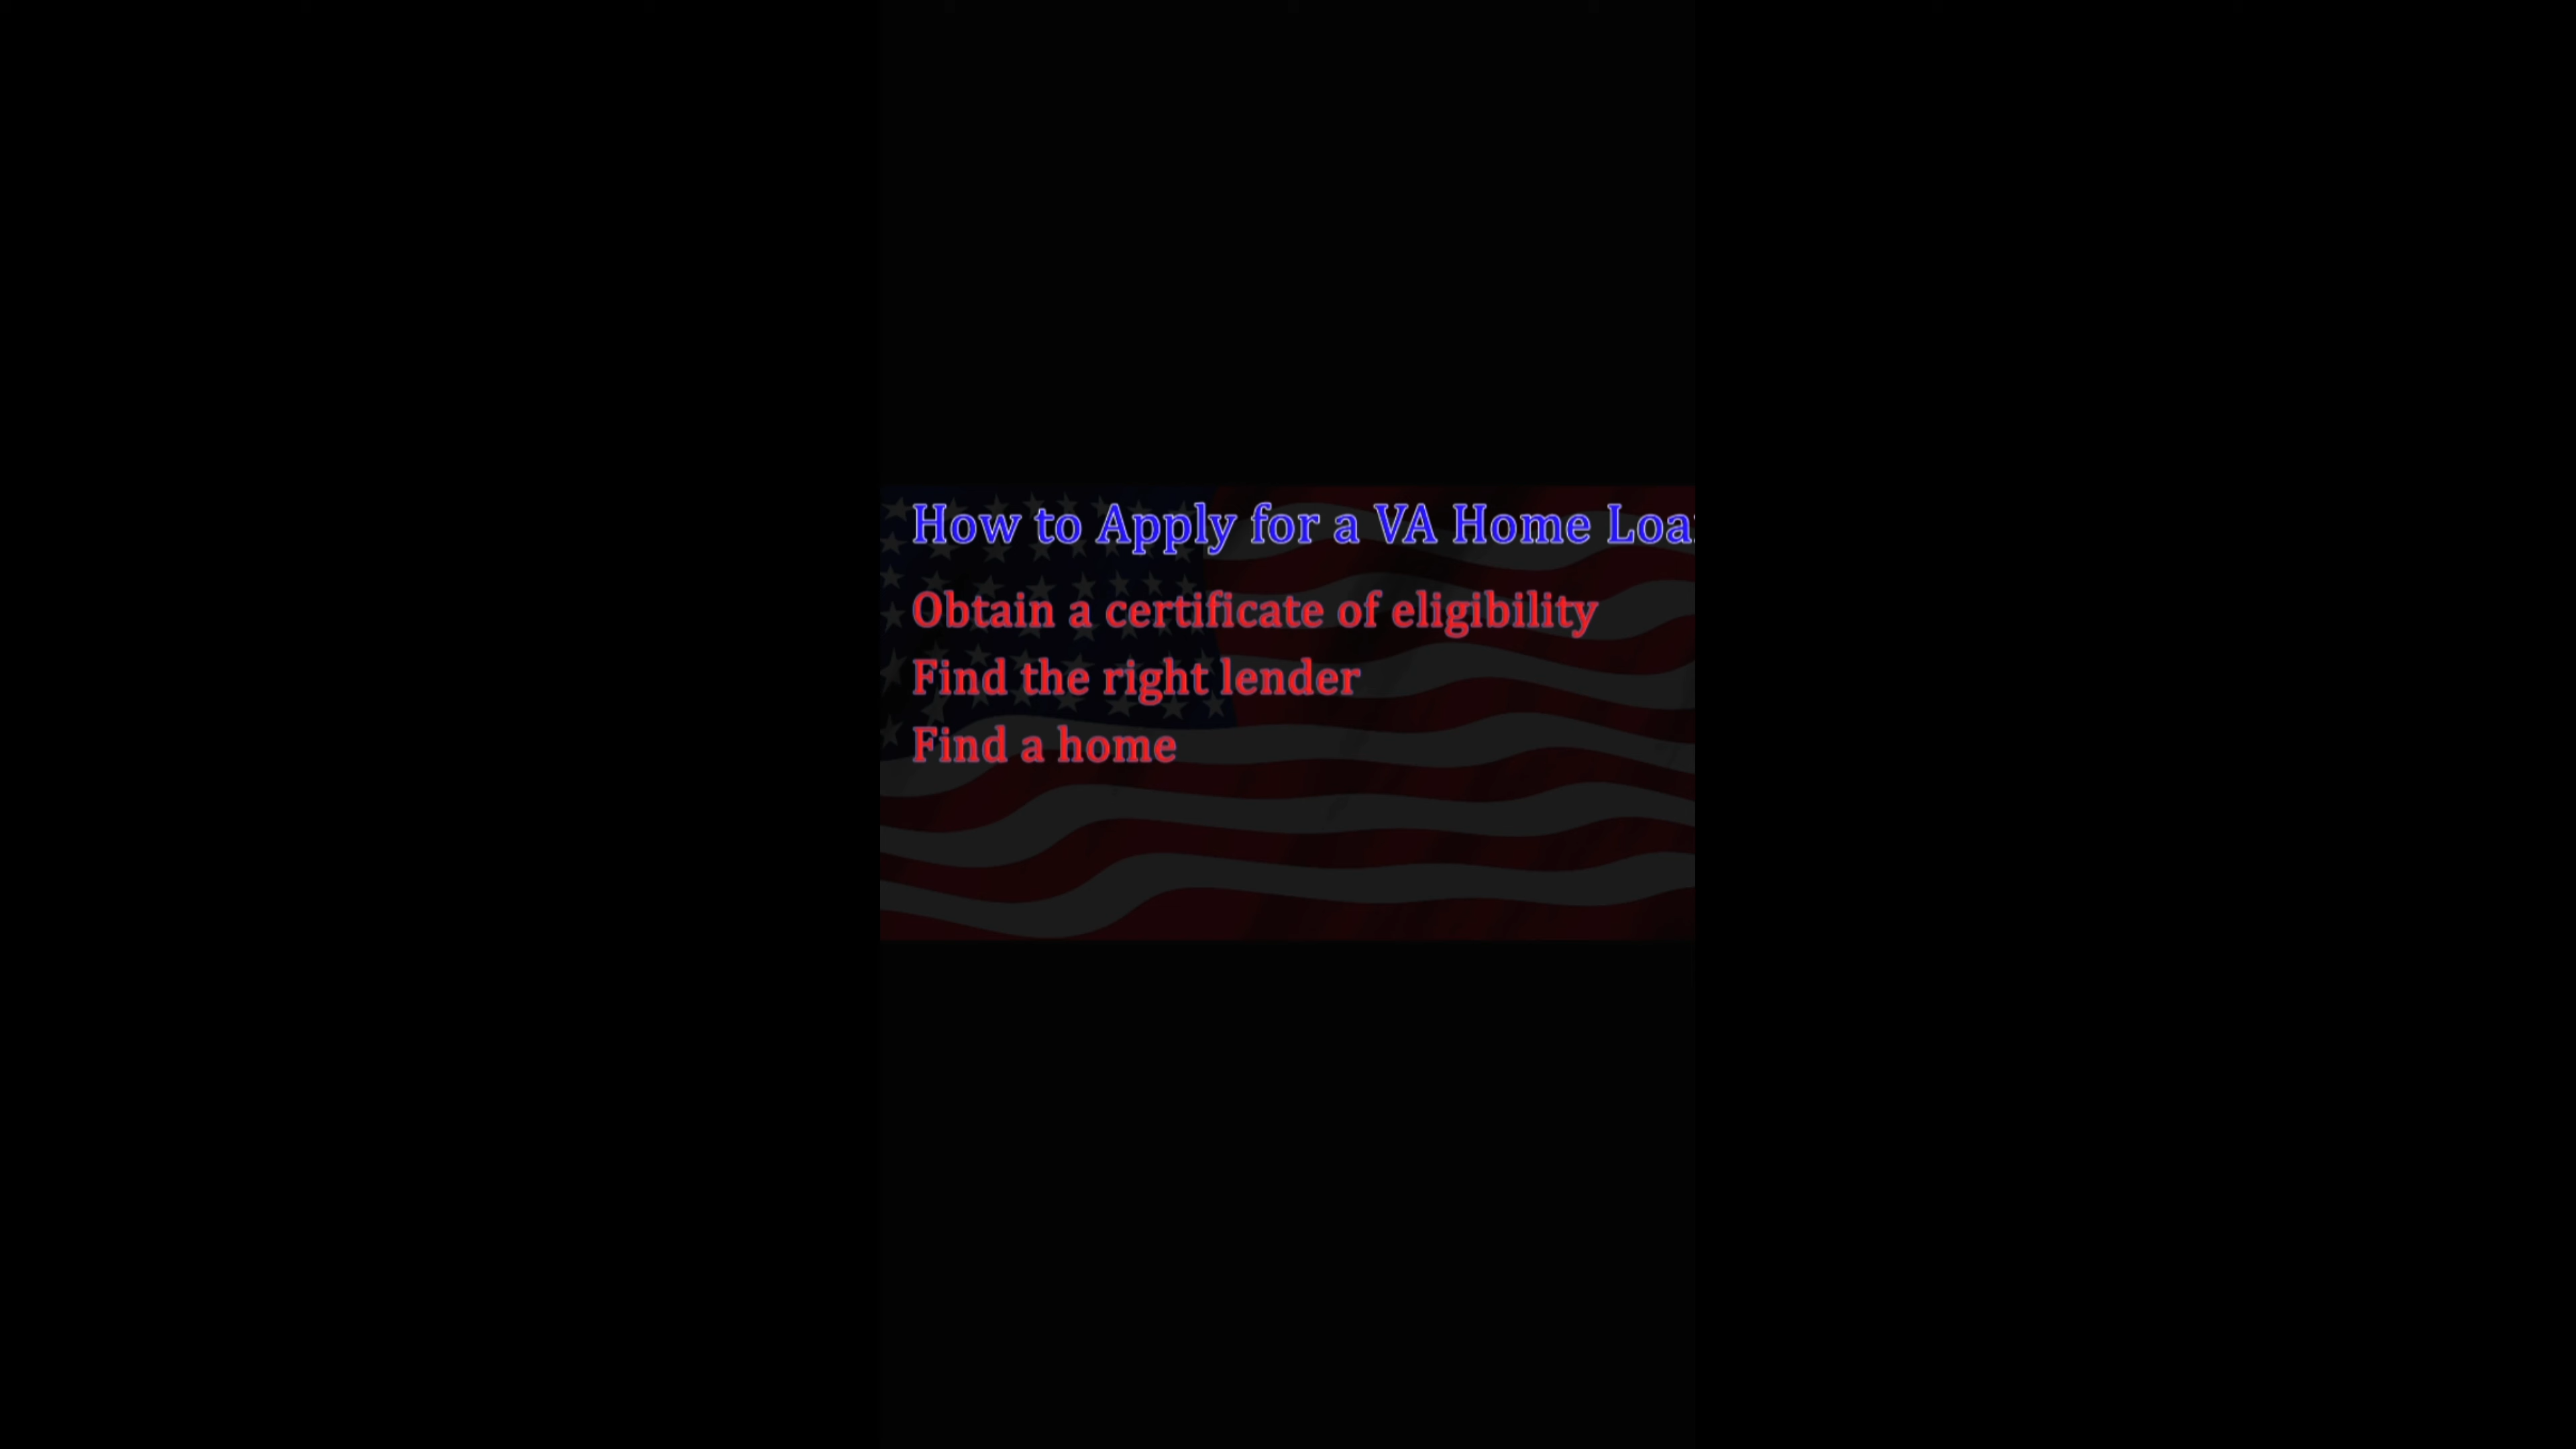 How to Apply for a VA Home Loa
Obtain a certificate of eligibility
Find the right lender
Find a home